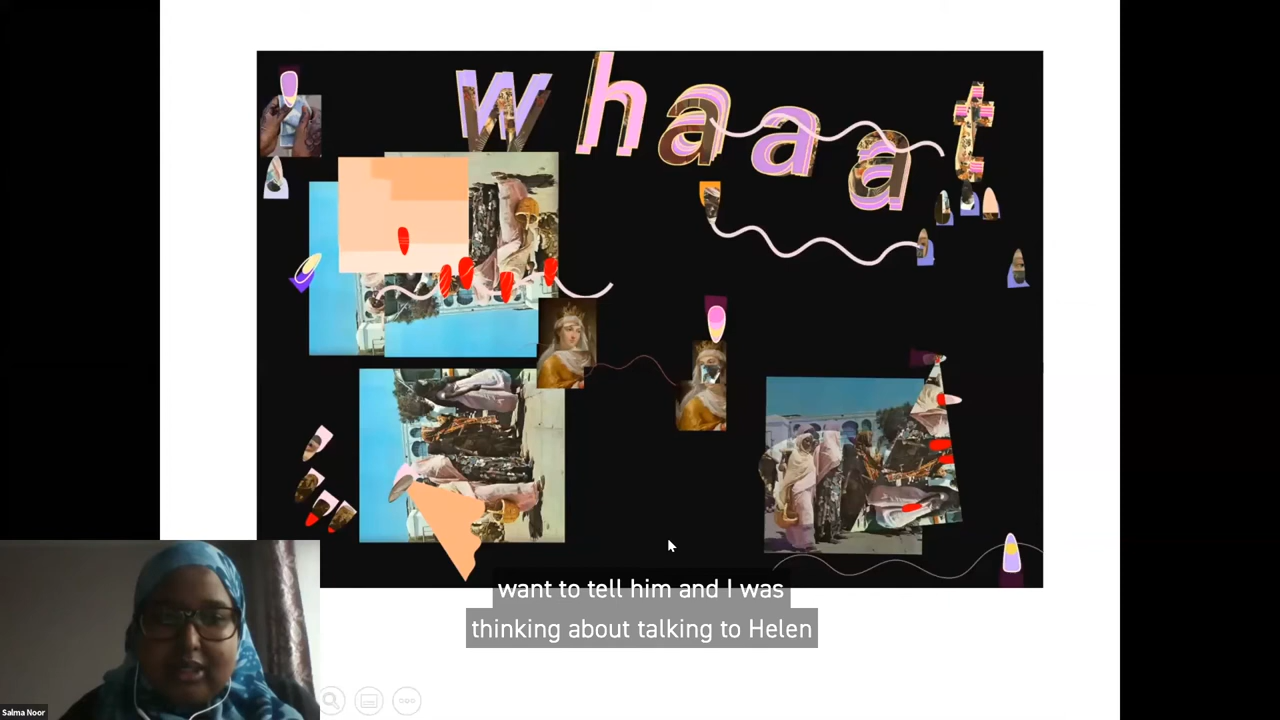 whaaat
want to tell him and I was
thinking about talking to Helen
Salma Noor